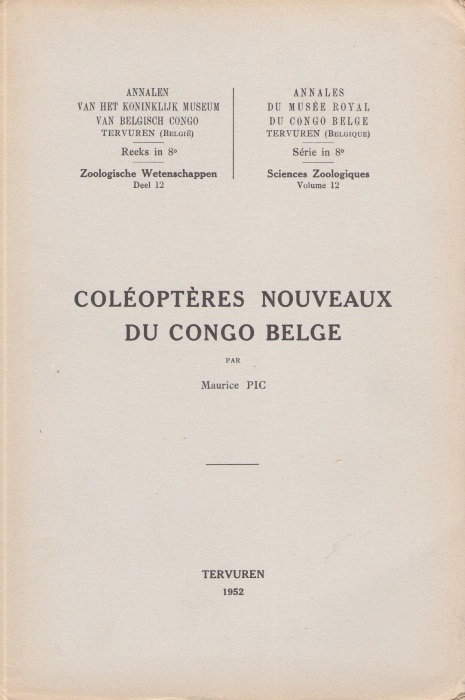 ANNALEN
VAN HET KONINKLIJK MUSEUM
VAN BELGISCH CONGO
TERVUREN (BELGIË)
Reeks in 8º
Zoologische Wetenschappen
Deel 12
ANNALES
DU MUSÉE ROYAL
DU CONGO BELGE
TERVUREN (BELGIQUE)
Série in 8º
Sciences Zoologiques
Volume 12
COLÉOPTÈRES NOUVEAUX
DU CONGO BELGE
PAR
Maurice PIC
TERVUREN
1952